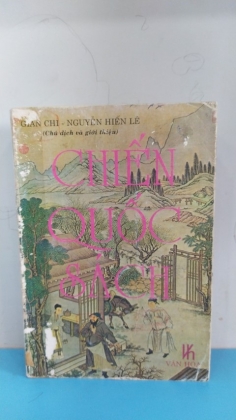 GIẢN CHI - NGUYỄN HIẾN LÊ
(Chú dịch và giới thiệu)
CHIẾN
QUỐC
SÁCH